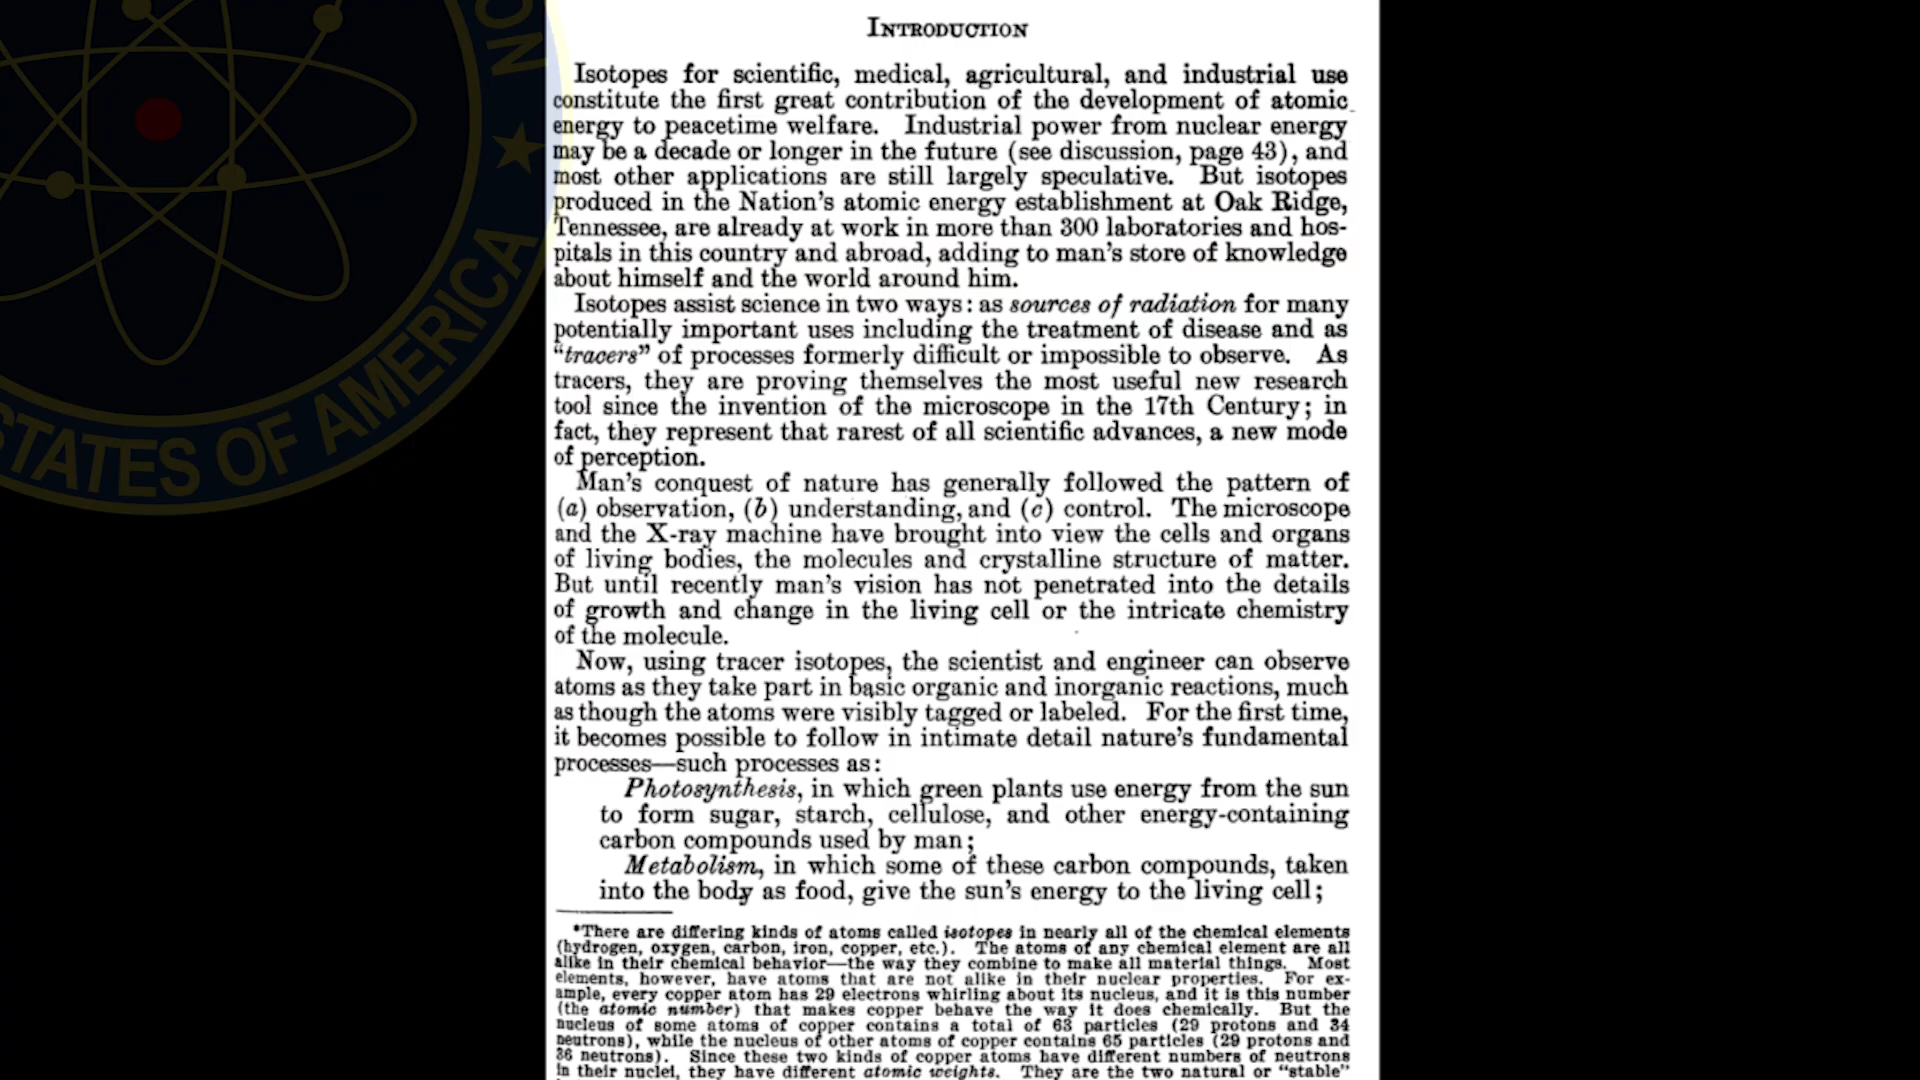 INTRODUCTION
Isotopes for scientific, medical, agricultural, and industrial use
constitute the first great contribution of the development of atomic
energy to peacetime welfare. Industrial power from nuclear energy
may be a decade or longer in the future (see discussion, page 43), and
most other applications are still largely speculative. But isotopes
produced in the Nation's atomic energy establishment at Oak Ridge,
Tennessee, are already at work in more than 300 laboratories and hos-
pitals in this country and abroad, adding to man's store of knowledge
about himself and the world around him.
Isotopes assist science in two ways: as sources of radiation for many
potentially important uses including the treatment of disease and as
"tracers" of processes formerly difficult or impossible to observe. As
tracers, they are proving themselves the most useful new research
tool since the invention of the microscope in the 17th Century; in
fact, they represent that rarest of all scientific advances, a new mode
of perception.
Man's conquest of nature has generally followed the pattern of
(a) observation, (b) understanding, and (c) control. The microscope
and the X-ray machine have brought into view the cells and organs
of living bodies, the molecules and crystalline structure of matter.
But until recently man's vision has not penetrated into the details
of growth and change in the living cell or the intricate chemistry
of the molecule.
Now, using tracer isotopes, the scientist and engineer can observe
atoms as they take part in basic organic and inorganic reactions, much
as though the atoms were visibly tagged or labeled. For the first time,
it becomes possible to follow in intimate detail nature's fundamental
processes—such processes as:
Photosynthesis, in which green plants use energy from the sun
to form sugar, starch, cellulose, and other energy-containing
carbon compounds used by man;
Metabolism, in which some of these carbon compounds, taken
into the body as food, give the sun's energy to the living cell;
*There are differing kinds of atoms called isotopes in nearly all of the chemical elements
(hydrogen, oxygen, carbon, iron, copper, etc.). The atoms of any chemical element are all
alike in their chemical behavior—the way they combine to make all material things. Most
elements, however, have atoms that are not alike in their nuclear properties. For ex-
ample, every copper atom has 29 electrons whirling about its nucleus, and it is this number
(the atomic number) that makes copper behave the way it does chemically. But the
nucleus of some atoms of copper contains a total of 63 particles (29 protons and 34
neutrons), while the nucleus of other atoms of copper contains 65 particles (29 protons and
36 neutrons). Since these two kinds of copper atoms have different numbers of neutrons
in their nuclei, they have different atomic weights. They are the two natural or "stable"
STATES OF AMERICA
ON